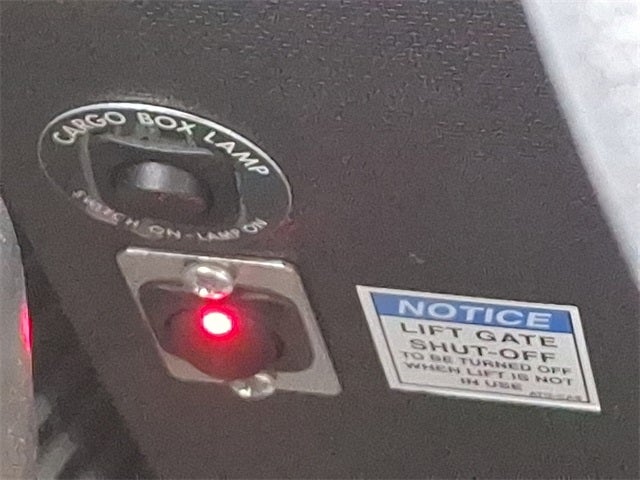 CARGO BOX LAMP
SWITCH ON - LAMP ON
NOTICE
LIFT GATE
SHUT-OFF
TO BE TURNED OFF
WHEN LIFT IS NOT
IN USE